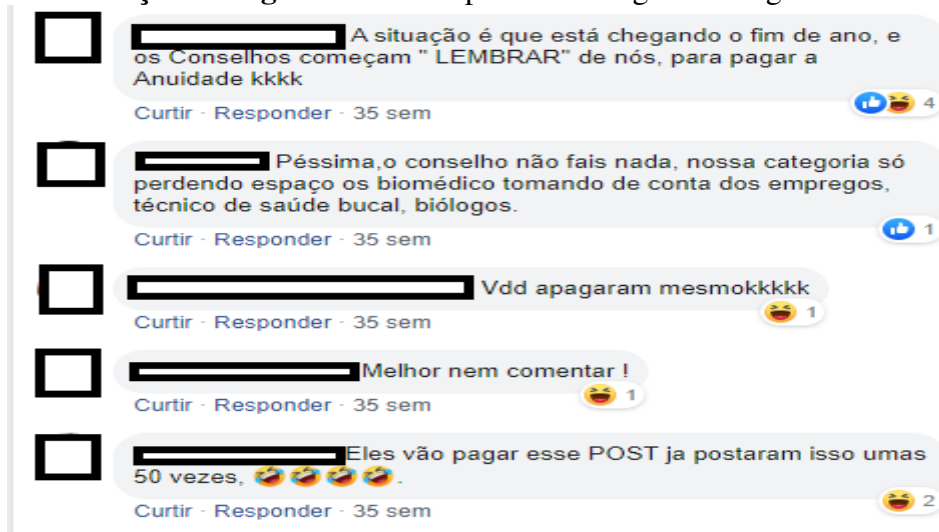 A situação é que está chegando o fim de ano, e
os Conselhos começam " LEMBRAR" de nós, para pagar a
Anuidade kkkk
4
Curtir · Responder · 35 sem
Péssima,o conselho não fais nada, nossa categoria só
perdendo espaço os biomédico tomando de conta dos empregos,
técnico de saúde bucal, biólogos.
1
Curtir · Responder · 35 sem
Vdd apagaram mesmokkkkk
1
Curtir · Responder · 35 sem
Melhor nem comentar !
1
Curtir · Responder · 35 sem
Eles vão pagar esse POST ja postaram isso umas
50 vezes, 🤣🤣🤣🤣.
2
Curtir · Responder · 35 sem